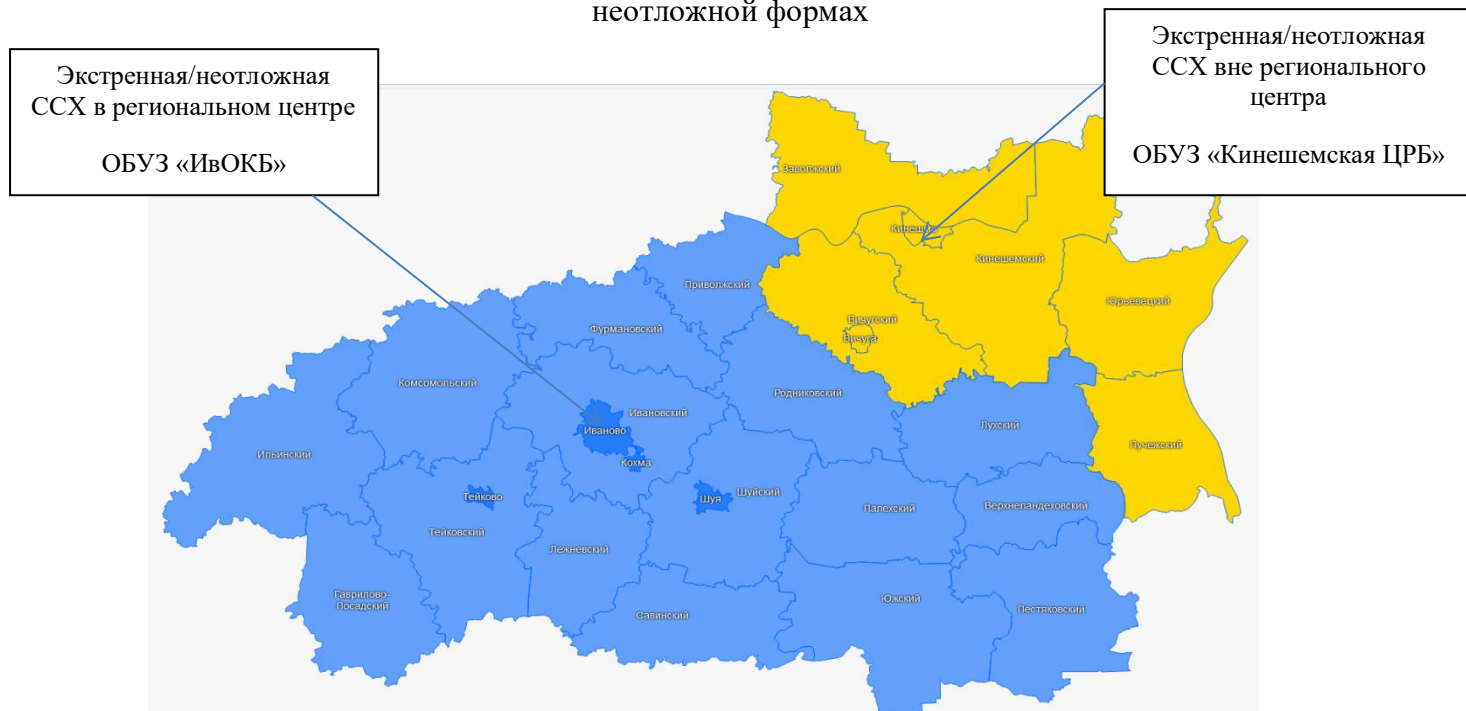 неотложной формах
Экстренная/неотложная
ССХ в региональном центре
ОБУЗ «ИвОКБ»
Экстренная/неотложная
ССХ вне регионального
центра
ОБУЗ «Кинешемская ЦРБ»
Заволжский
Кинешемский
Юрьевецкий
Приволжский
Вичугский
Вичуга
Фурмановский
Комсомольский
Родниковский
Ивановский
Лухский
Иваново
Пучежский
Ильинский
Кохма
Тейково
Шуя
Шуйский
Палехский
Верхнеландеховский
Тейковский
Лежневский
Гаврилово-
Посадский
Савинский
Южский
Пестяковский